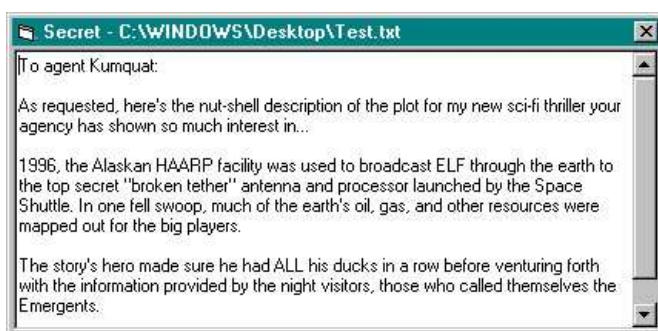 Secret - C:\WINDOWS\Desktop\Test.txt
To agent Kumquat:
As requested, here's the nut-shell description of the plot for my new sci-fi thriller your
agency has shown so much interest in...
1996, the Alaskan HAARP facility was used to broadcast ELF through the earth to
the top secret "broken tether" antenna and processor launched by the Space
Shuttle. In one fell swoop, much of the earth's oil, gas, and other resources were
mapped out for the big players.
The story's hero made sure he had ALL his ducks in a row before venturing forth
with the information provided by the night visitors, those who called themselves the
Emergents.